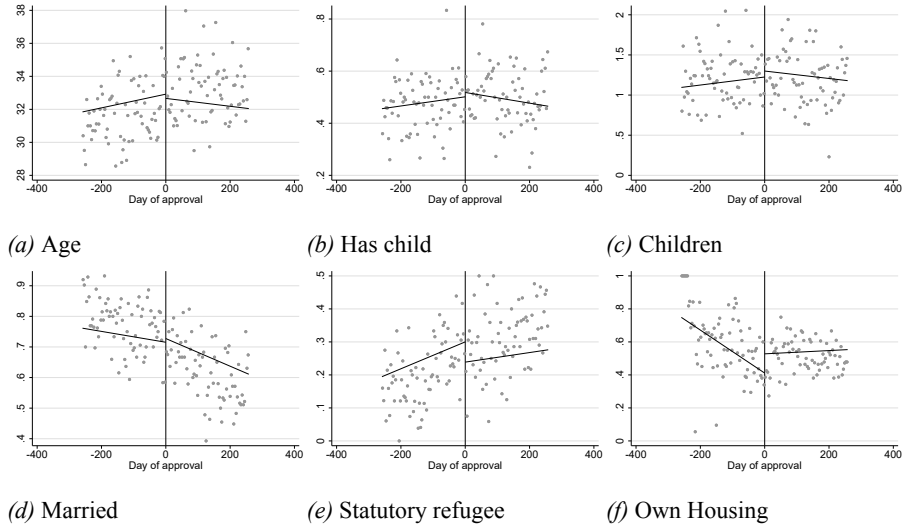 38
36
34
32
30
28
-400 -200 0 200 400
Day of approval
.8
.6
.4
.2
-400 -200 0 200 400
Day of approval
2
1.5
1
.5
0
-400 -200 0 200 400
Day of approval
(a) Age
(b) Has child
(c) Children
.9
.8
.7
.6
.5
.4
-400 -200 0 200 400
Day of approval
.5
.4
.3
.2
.1
0
-400 -200 0 200 400
Day of approval
1
.8
.6
.4
.2
0
-400 -200 0 200 400
Day of approval
(d) Married
(e) Statutory refugee
(f) Own Housing